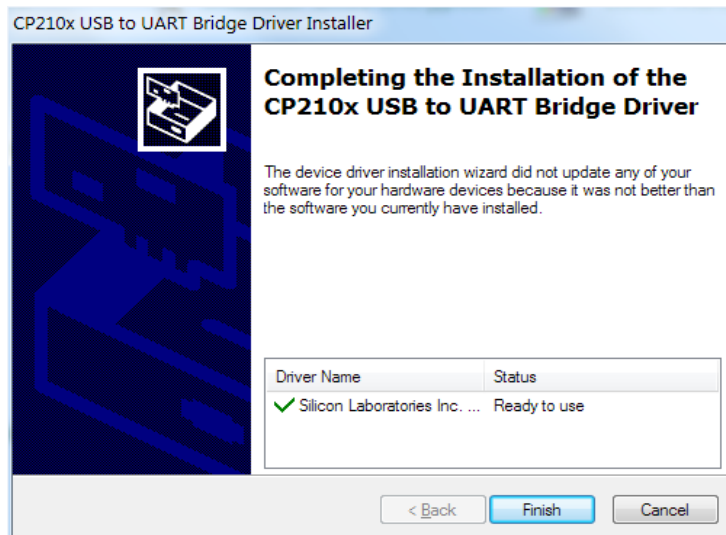 CP210x USB to UART Bridge Driver Installer
Completing the Installation of the
CP210x USB to UART Bridge Driver
The device driver installation wizard did not update any of your
software for your hardware devices because it was not better than
the software you currently have installed.
Driver Name Status
Silicon Laboratories Inc. ... Ready to use
< Back Finish Cancel